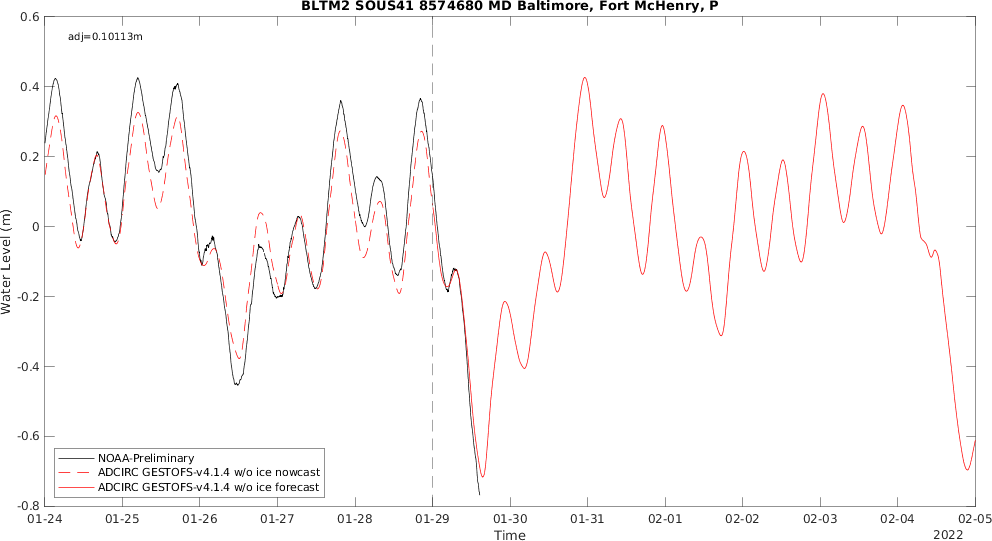 BLTM2 SOUS41 8574680 MD Baltimore, Fort McHenry, P
adj=0.10113m
0.6
0.4
0.2
0
-0.2
-0.4
-0.6
-0.8
Water Level (m)
NOAA-Preliminary
ADCIRC GESTOFS-v4.1.4 w/o ice nowcast
ADCIRC GESTOFS-v4.1.4 w/o ice forecast
01-24 01-25 01-26 01-27 01-28 01-29 01-30 01-31 02-01 02-02 02-03 02-04 02-05
Time
2022